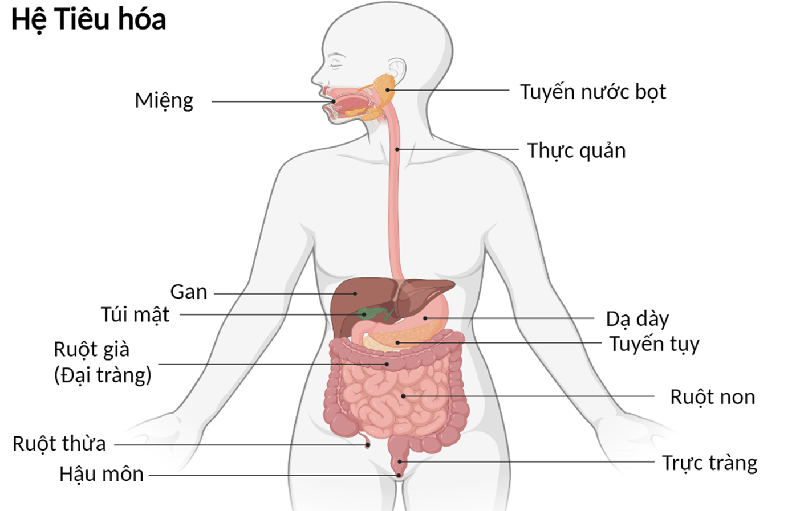 Hệ Tiêu hóa
Miệng
Tuyến nước bọt
Thực quản
Gan
Túi mật
Dạ dày
Tuyến tụy
Ruột già
(Đại tràng)
Ruột non
Ruột thừa
Trực tràng
Hậu môn